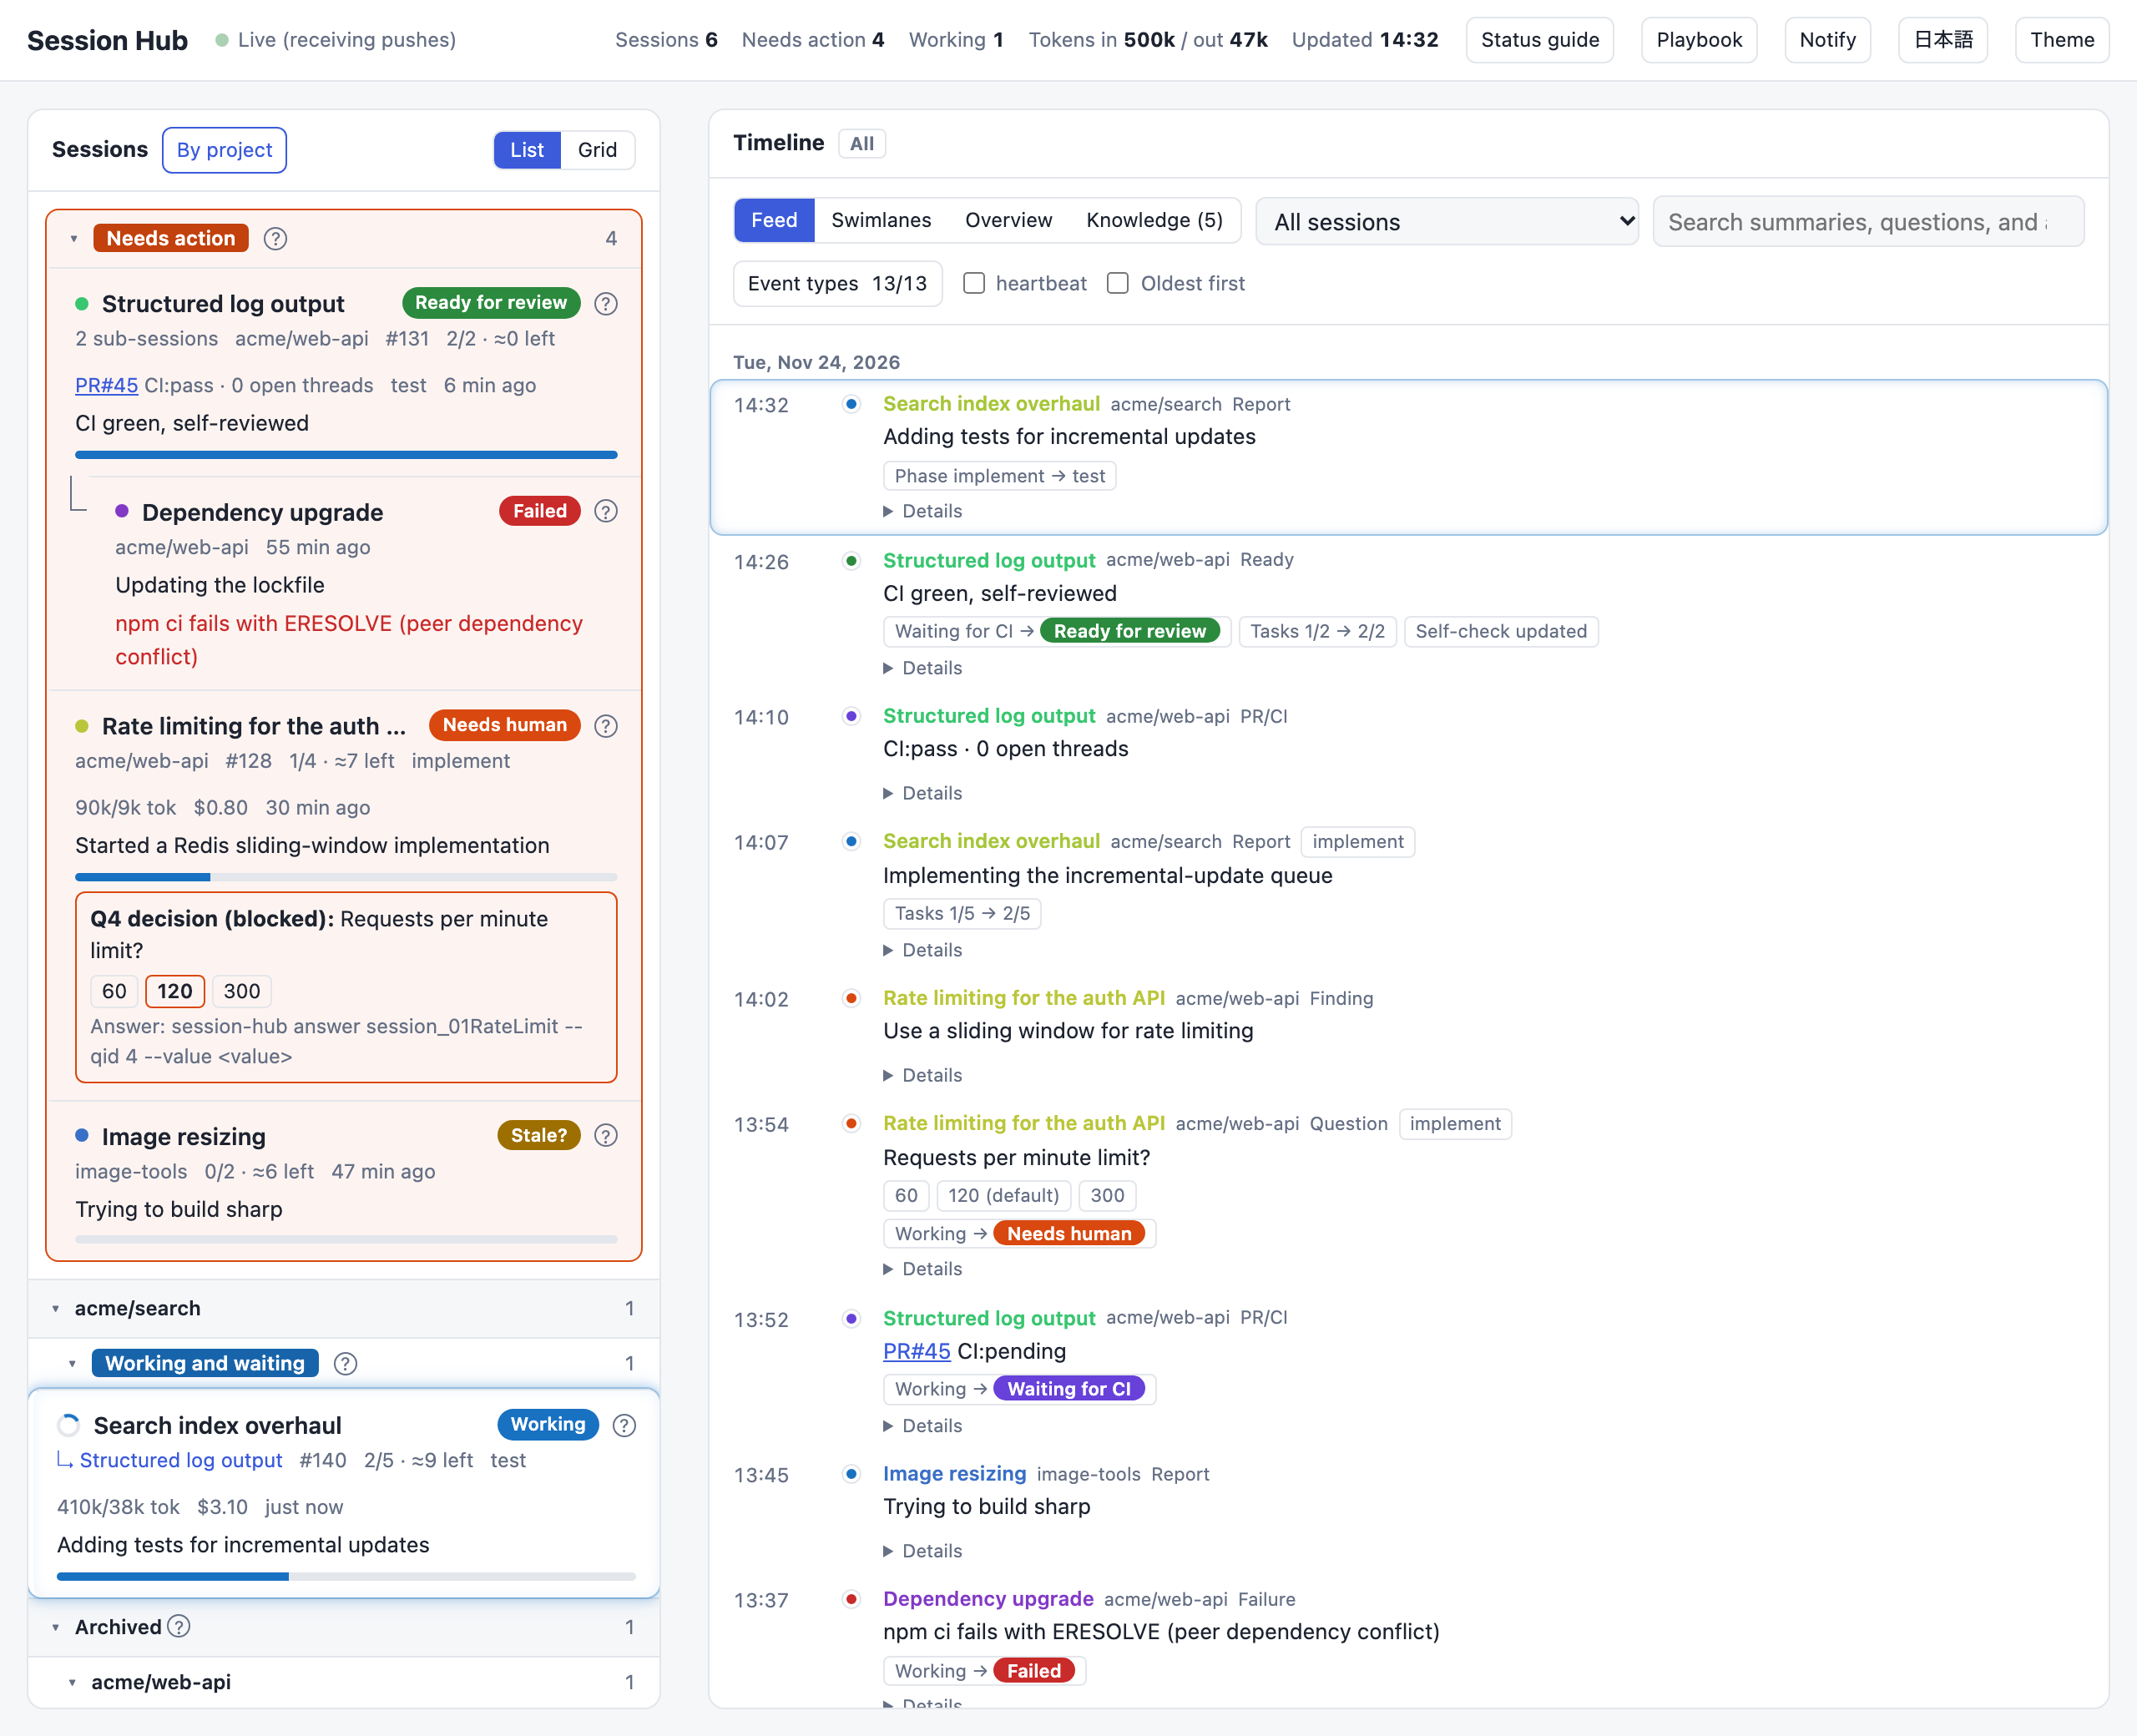 Session Hub
Live (receiving pushes)
Sessions 6 Needs action 4 Working 1 Tokens in 500k / out 47k Updated 14:32
Status guide
Playbook
Notify
日本語
Theme
Sessions
By project
List
Grid
Needs action ? 4
Structured log output Ready for review ?
2 sub-sessions acme/web-api #131 2/2 · ≈0 left
PR#45 CI:pass · 0 open threads test 6 min ago
CI green, self-reviewed
Dependency upgrade Failed ?
acme/web-api 55 min ago
Updating the lockfile
npm ci fails with ERESOLVE (peer dependency
conflict)
Rate limiting for the auth ... Needs human ?
acme/web-api #128 1/4 · ≈7 left implement
90k/9k tok $0.80 30 min ago
Started a Redis sliding-window implementation
Q4 decision (blocked): Requests per minute
limit?
60 120 300
Answer: session-hub answer session_01RateLimit --
qid 4 --value <value>
Image resizing Stale? ?
image-tools 0/2 · ≈6 left 47 min ago
Trying to build sharp
acme/search 1
Working and waiting ? 1
Search index overhaul Working ?
Structured log output #140 2/5 · ≈9 left test
410k/38k tok $3.10 just now
Adding tests for incremental updates
Archived ? 1
acme/web-api 1
Timeline All
Feed Swimlanes Overview Knowledge (5)
All sessions
Search summaries, questions, and
Event types 13/13
heartbeat
Oldest first
Tue, Nov 24, 2026
14:32 Search index overhaul acme/search Report
Adding tests for incremental updates
Phase implement → test
Details
14:26 Structured log output acme/web-api Ready
CI green, self-reviewed
Waiting for CI → Ready for review Tasks 1/2 → 2/2 Self-check updated
Details
14:10 Structured log output acme/web-api PR/CI
CI:pass · 0 open threads
Details
14:07 Search index overhaul acme/search Report implement
Implementing the incremental-update queue
Tasks 1/5 → 2/5
Details
14:02 Rate limiting for the auth API acme/web-api Finding
Use a sliding window for rate limiting
Details
13:54 Rate limiting for the auth API acme/web-api Question implement
Requests per minute limit?
60 120 (default) 300
Working → Needs human
Details
13:52 Structured log output acme/web-api PR/CI
PR#45 CI:pending
Working → Waiting for CI
Details
13:45 Image resizing image-tools Report
Trying to build sharp
Details
13:37 Dependency upgrade acme/web-api Failure
npm ci fails with ERESOLVE (peer dependency conflict)
Working → Failed
Details